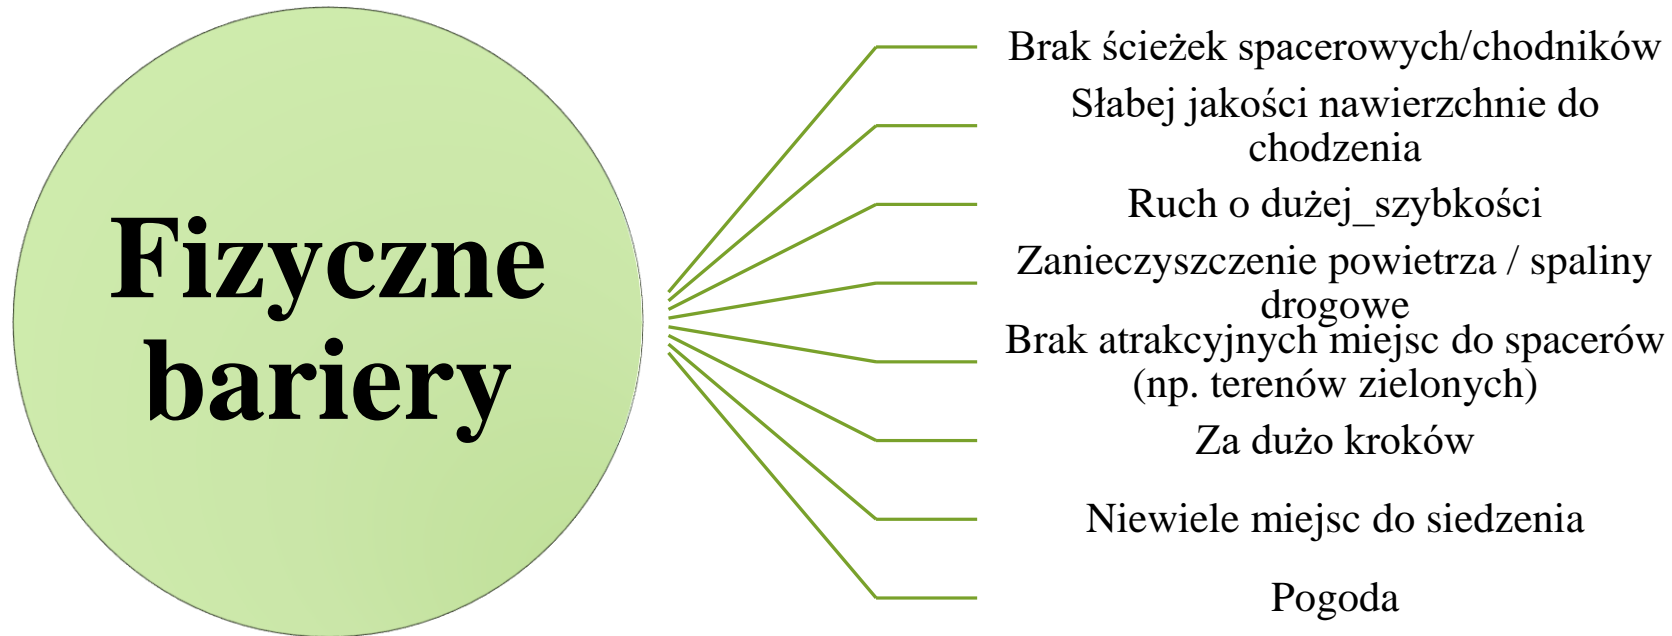 Fizyczne
bariery
Brak ścieżek spacerowych/chodników
Słabej jakości nawierzchnie do
chodzenia
Ruch o dużej_szybkości
Zanieczyszczenie powietrza / spaliny
drogowe
Brak atrakcyjnych miejsc do spacerów
(np. terenów zielonych)
Za dużo kroków
Niewiele miejsc do siedzenia
Pogoda